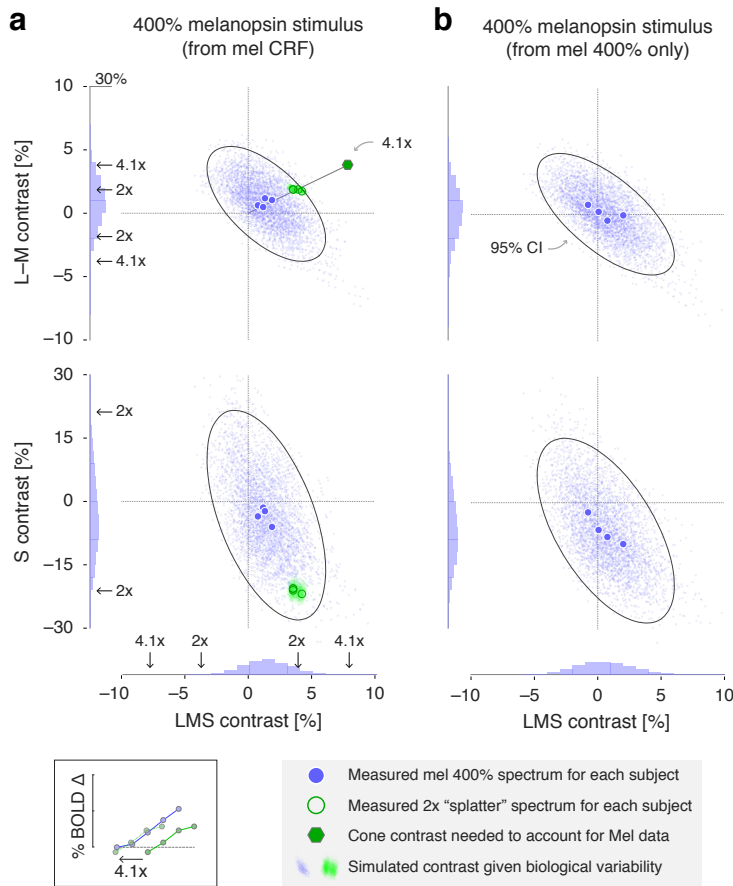 a
400% melanopsin stimulus
(from mel CRF)
b
400% melanopsin stimulus
(from mel 400% only)
10
30%
4.1x
5
4.1x
2x
0
2x
4.1x
−5
−10
L–M contrast [%]
95% CI
30
2x
15
0
−15
2x
−30
S contrast [%]
4.1x 2x 2x 4.1x
−10 −5 0 5 10
LMS contrast [%]
−10 −5 0 5 10
LMS contrast [%]
% BOLD Δ
4.1x
Measured mel 400% spectrum for each subject
Measured 2x “splatter” spectrum for each subject
Cone contrast needed to account for Mel data
Simulated contrast given biological variability